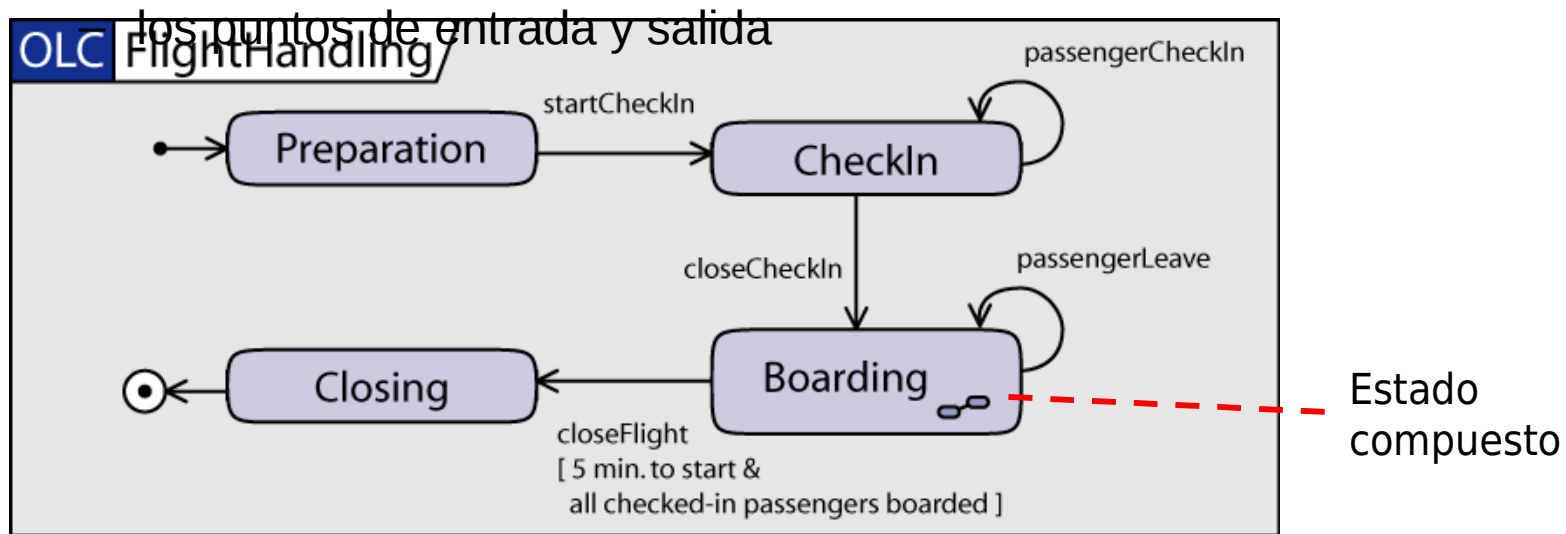 – los puntos de entrada y salida
OLC FlightHandling
passengerCheckIn
startCheckIn
Preparation
CheckIn
closeCheckIn
passengerLeave
Closing
Boarding
Estado
compuesto
closeFlight
[ 5 min. to start &
all checked-in passengers boarded ]